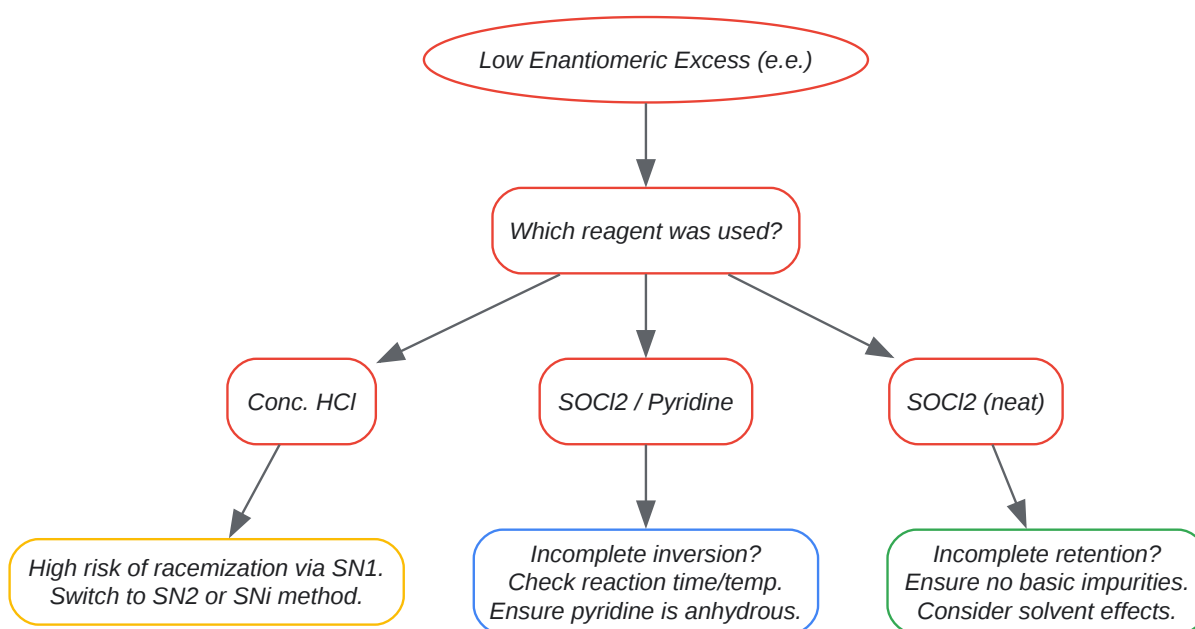 Low Enantiomeric Excess (e.e.)
Which reagent was used?
Conc. HCl
SOCl2 / Pyridine
SOCl2 (neat)
High risk of racemization via SN1.
Switch to SN2 or SNi method.
Incomplete inversion?
Check reaction time/temp.
Ensure pyridine is anhydrous.
Incomplete retention?
Ensure no basic impurities.
Consider solvent effects.